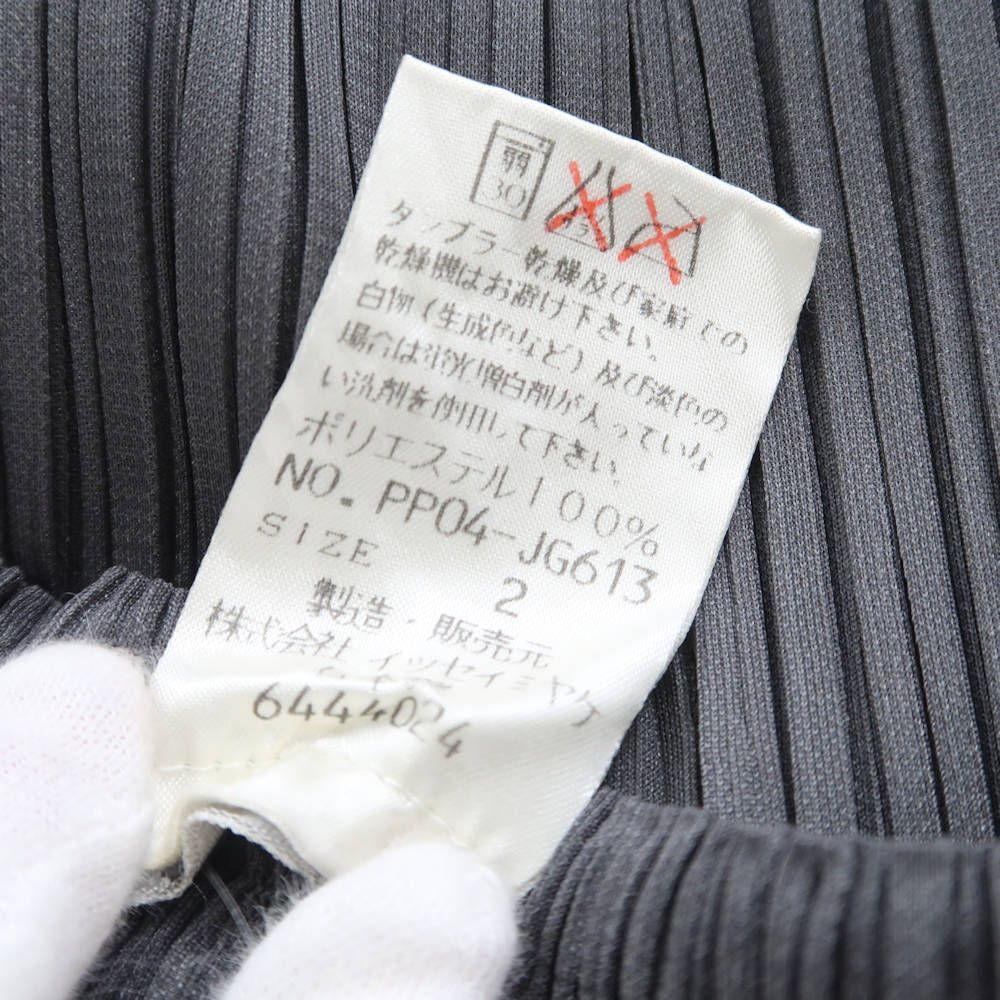 弱
30
タンブラー乾燥及び家庭での
乾燥機はお避け下さい。
白物（生成色など）及び淡色の
場合は蛍光増白剤が入っていな
い洗剤を使用して下さい。
ポリエステル100%
NO. PP04-JG613
SIZE 2
製造・販売元
株式会社 イッセイミヤケ
6444024